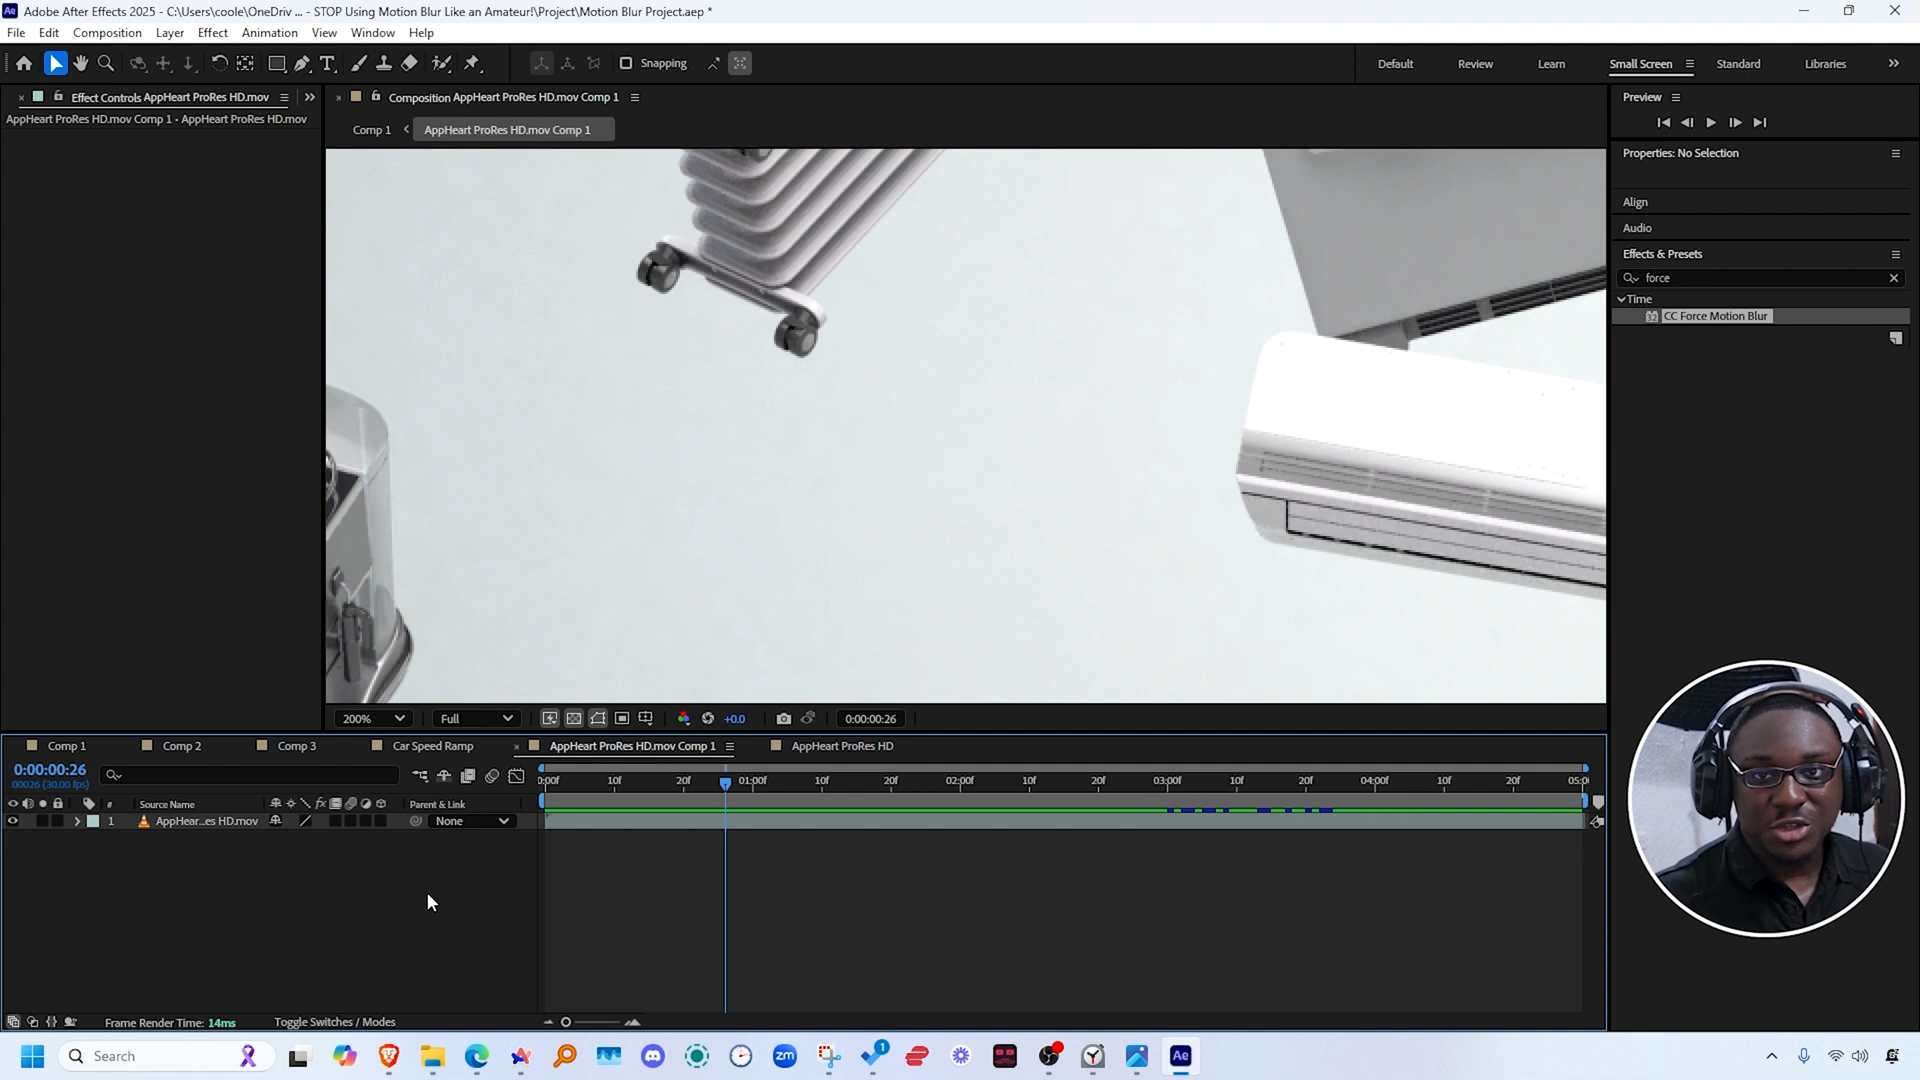 Adobe After Effects 2025 - C:\Users\coole\OneDriv ... - STOP Using Motion Blur Like an Amateur!\Project\Motion Blur Project.aep *
File Edit Composition Layer Effect Animation View Window Help
Snapping
Default Review Learn Small Screen Standard Libraries
Effect Controls AppHeart ProRes HD.mov
AppHeart ProRes HD.mov Comp 1 • AppHeart ProRes HD.mov
Composition AppHeart ProRes HD.mov Comp 1
Comp 1 AppHeart ProRes HD.mov Comp 1
Preview
Properties: No Selection
Align
Audio
Effects & Presets
force
Time
CC Force Motion Blur
200% Full +0.0 0:00:00:26
Comp 1 Comp 2 Comp 3 Car Speed Ramp AppHeart ProRes HD.mov Comp 1 AppHeart ProRes HD
0:00:00:26
00026 (30.00 fps)
0:00f 10f 20f 01:00f 10f 20f 02:00f 10f 20f 03:00f 10f 20f 04:00f 10f 20f 05:0
# Source Name Parent & Link
1 AppHear...es HD.mov None
Frame Render Time: 14ms Toggle Switches / Modes
Search
zm
1
Ae